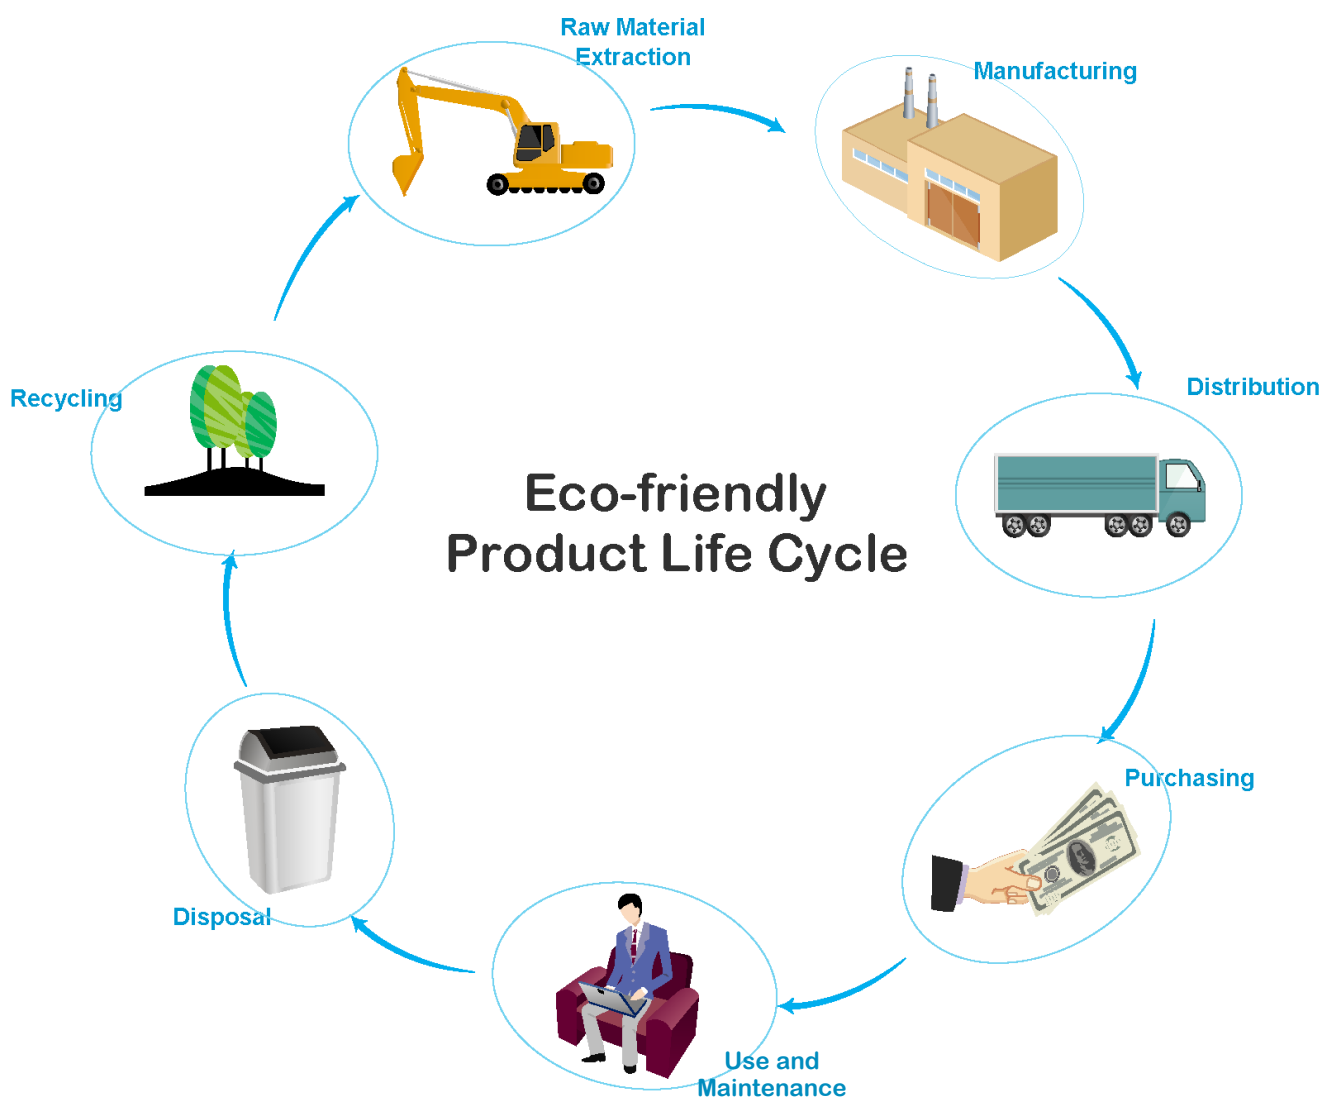 Raw Material
Extraction
Manufacturing
Distribution
Purchasing
Use and
Maintenance
Disposal
Recycling
Eco-friendly
Product Life Cycle